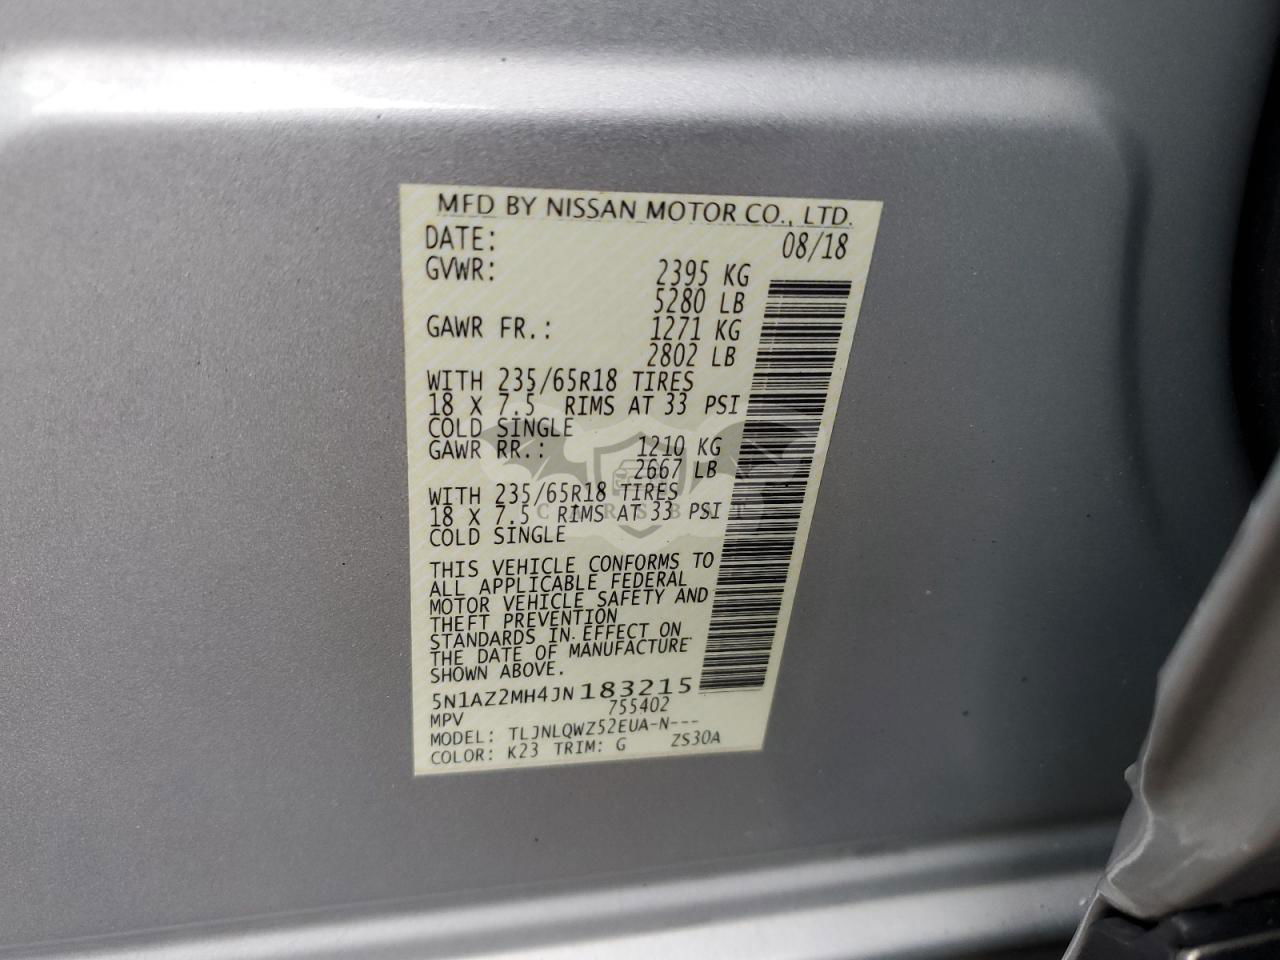 MFD BY NISSAN MOTOR CO., LTD.
DATE: 08/18
GVWR: 2395 KG
5280 LB
GAWR FR.: 1271 KG
2802 LB
WITH 235/65R18 TIRES
18 X 7.5 RIMS AT 33 PSI
COLD SINGLE
GAWR RR.: 1210 KG
2667 LB
WITH 235/65R18 TIRES
18 X 7.5 RIMS AT 33 PSI
COLD SINGLE
THIS VEHICLE CONFORMS TO
ALL APPLICABLE FEDERAL
MOTOR VEHICLE SAFETY AND
THEFT PREVENTION
STANDARDS IN EFFECT ON
THE DATE OF MANUFACTURE
SHOWN ABOVE.
5N1AZ2MH4JN183215
MPV 755402
MODEL: TLJNLQWZ52EUA-N---
COLOR: K23 TRIM: G ZS30A